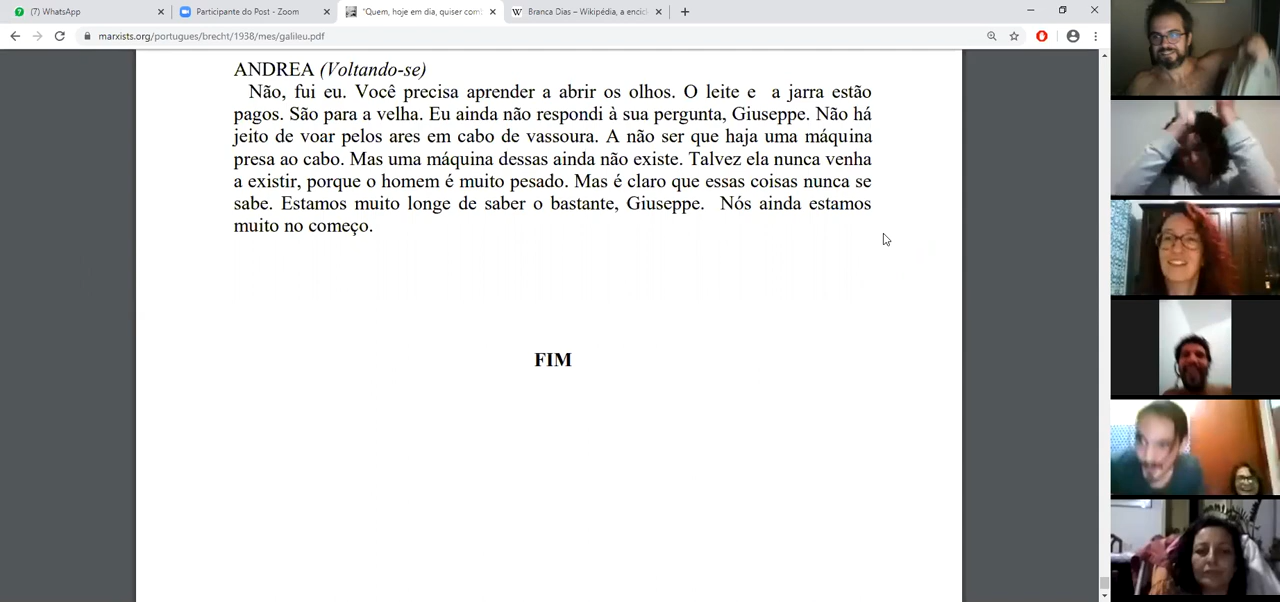 (7) WhatsApp
Participante do Post - Zoom
"Quem, hoje em dia, quiser com
Branca Dias – Wikipédia, a encicl
marxists.org/portugues/brecht/1938/mes/galileu.pdf
ANDREA (Voltando-se)
Não, fui eu. Você precisa aprender a abrir os olhos. O leite e a jarra estão
pagos. São para a velha. Eu ainda não respondi à sua pergunta, Giuseppe. Não há
jeito de voar pelos ares em cabo de vassoura. A não ser que haja uma máquina
presa ao cabo. Mas uma máquina dessas ainda não existe. Talvez ela nunca venha
a existir, porque o homem é muito pesado. Mas é claro que essas coisas nunca se
sabe. Estamos muito longe de saber o bastante, Giuseppe. Nós ainda estamos
muito no começo.
FIM